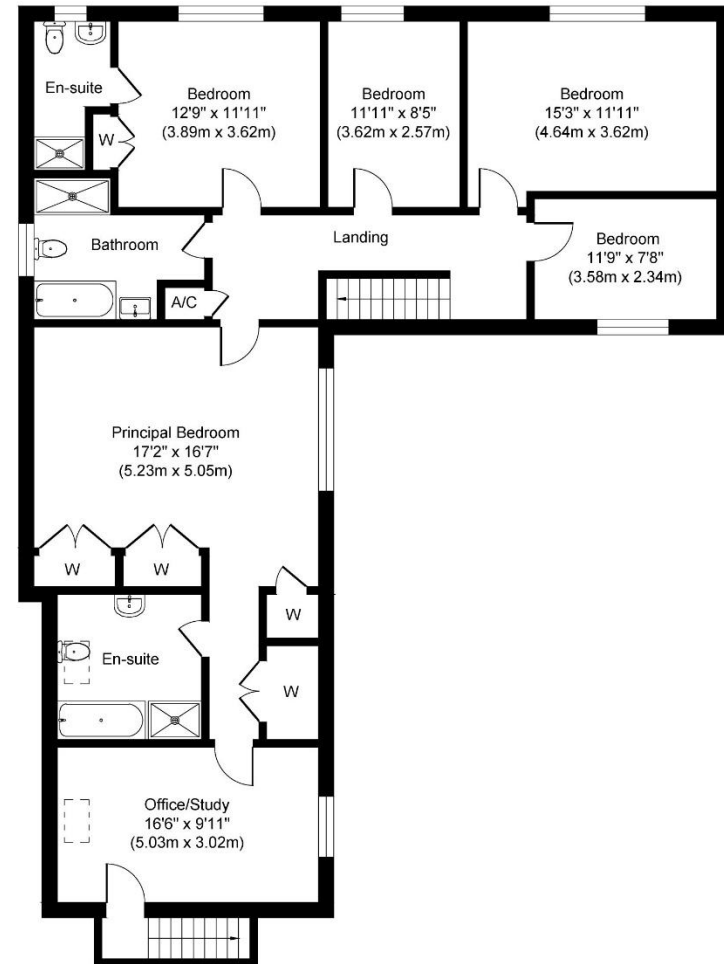 En-suite
W
Bedroom
12'9" x 11'11"
(3.89m x 3.62m)
Bedroom
11'11" x 8'5"
(3.62m x 2.57m)
Bedroom
15'3" x 11'11"
(4.64m x 3.62m)
Bathroom
A/C
Landing
Bedroom
11'9" x 7'8"
(3.58m x 2.34m)
Principal Bedroom
17'2" x 16'7"
(5.23m x 5.05m)
W
W
W
En-suite
W
Office/Study
16'6" x 9'11"
(5.03m x 3.02m)